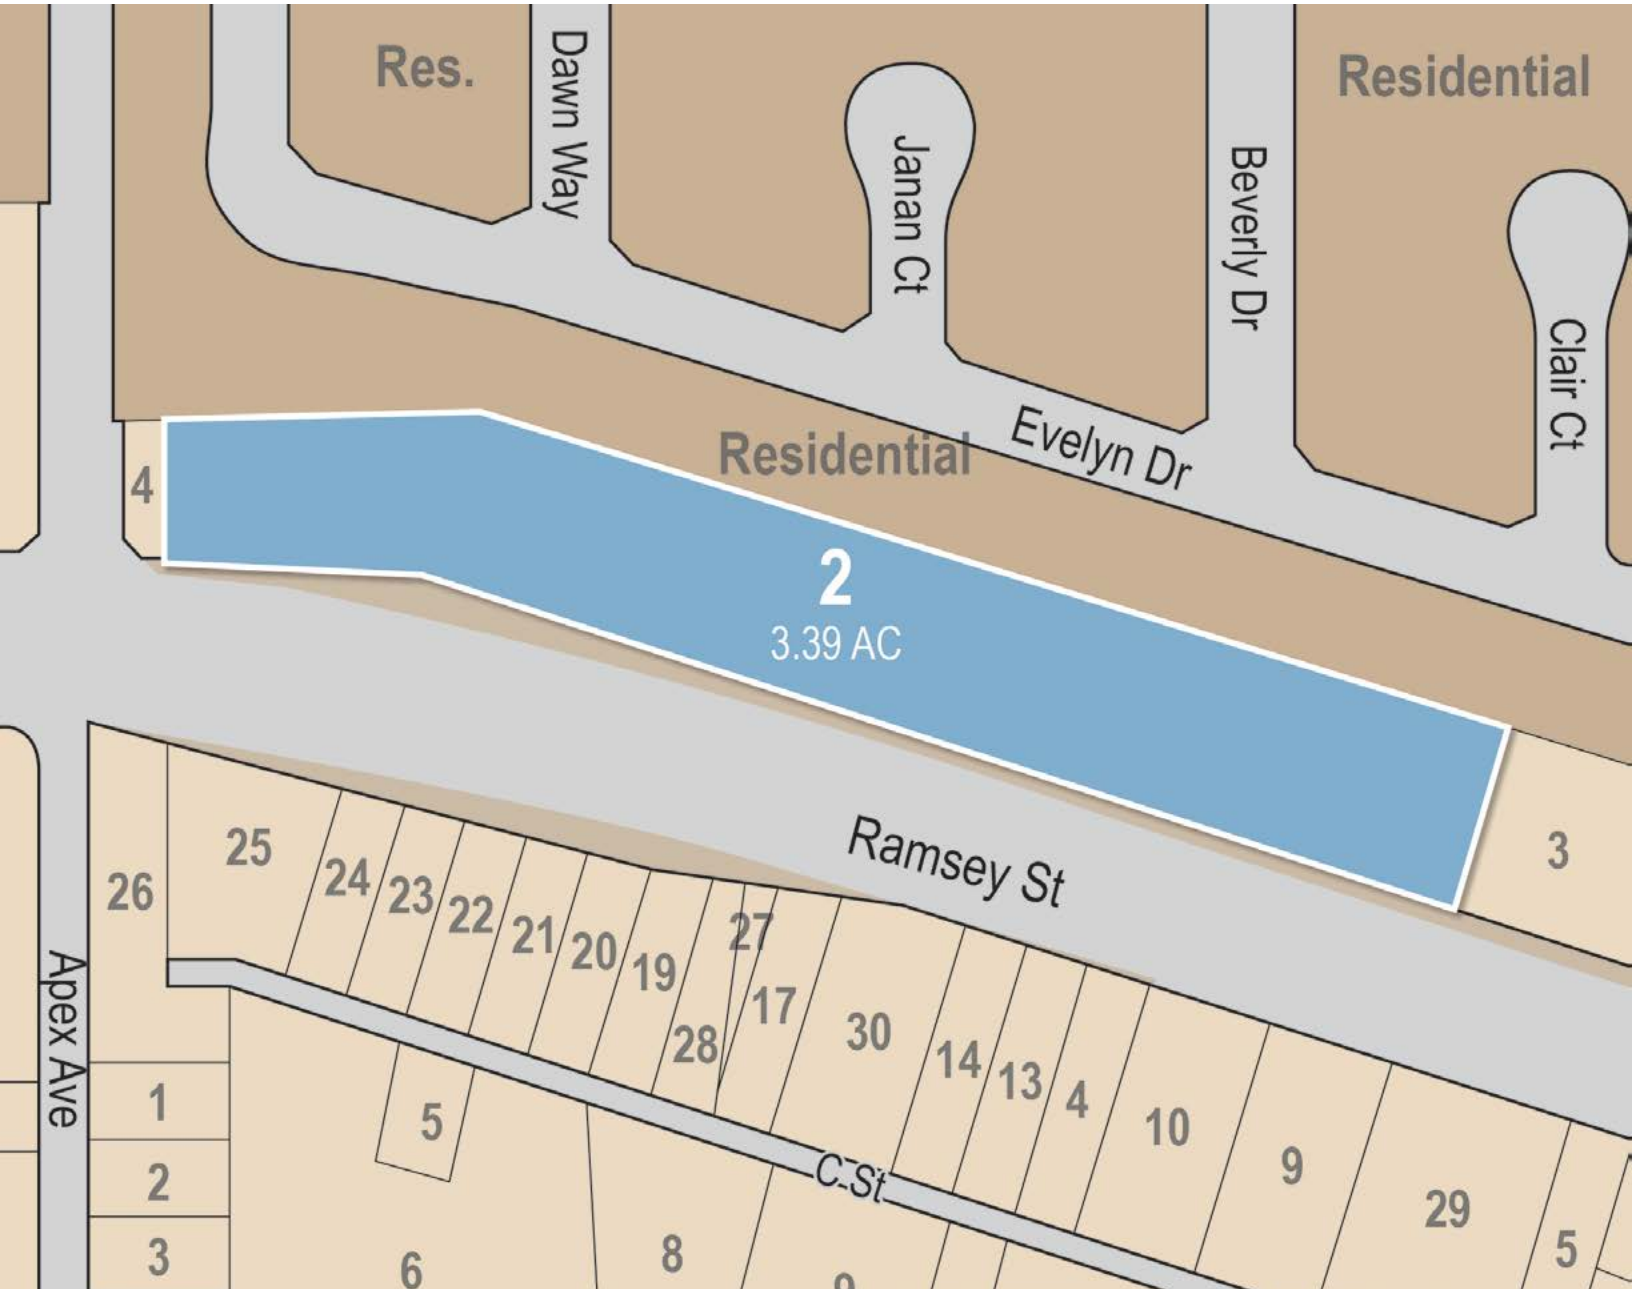 Res.
Dawn Way
Janan Ct
Beverly Dr
Residential
Clair Ct
Evelyn Dr
Residential
4
2
3.39 AC
3
Ramsey St
Apex Ave
26
25
24
23
22
21
20
19
28
27
17
30
14
13
4
10
9
29
5
1
2
3
5
6
8
C St